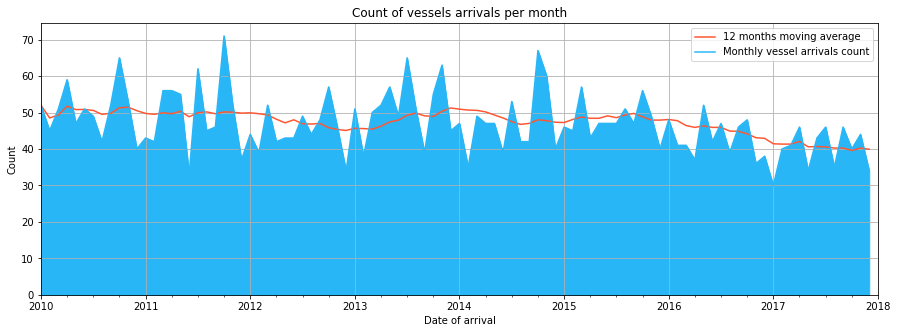 Count of vessels arrivals per month
12 months moving average
Monthly vessel arrivals count
Count
70
60
50
40
30
20
10
0
2010 2011 2012 2013 2014 2015 2016 2017 2018
Date of arrival